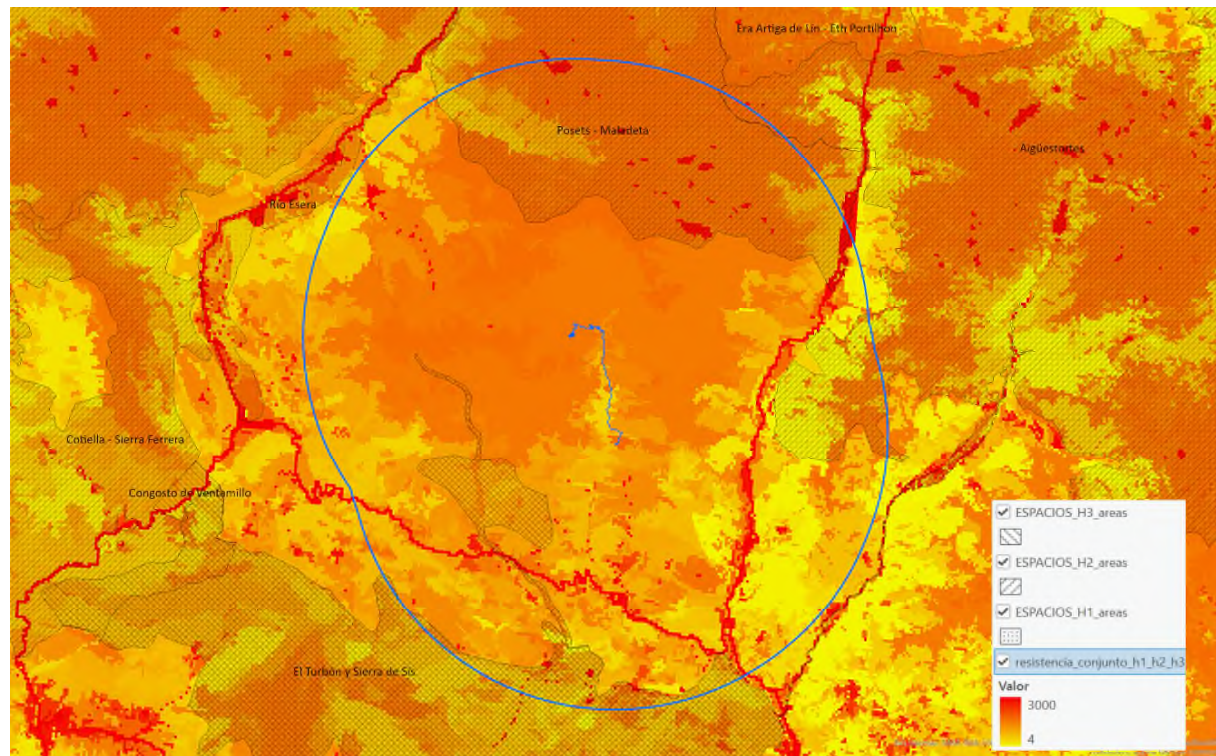 Era Artiga de Lin - Eth Portilhon
Posets - Maladeta
Aigüestortes
Río Esera
Cotiella - Sierra Ferrera
Congosto de Ventamillo
El Turbón y Sierra de Sis
ESPACIOS_H3_areas
ESPACIOS_H2_areas
ESPACIOS_H1_areas
resistencia_conjunto_h1_h2_h3
Valor
3000
4